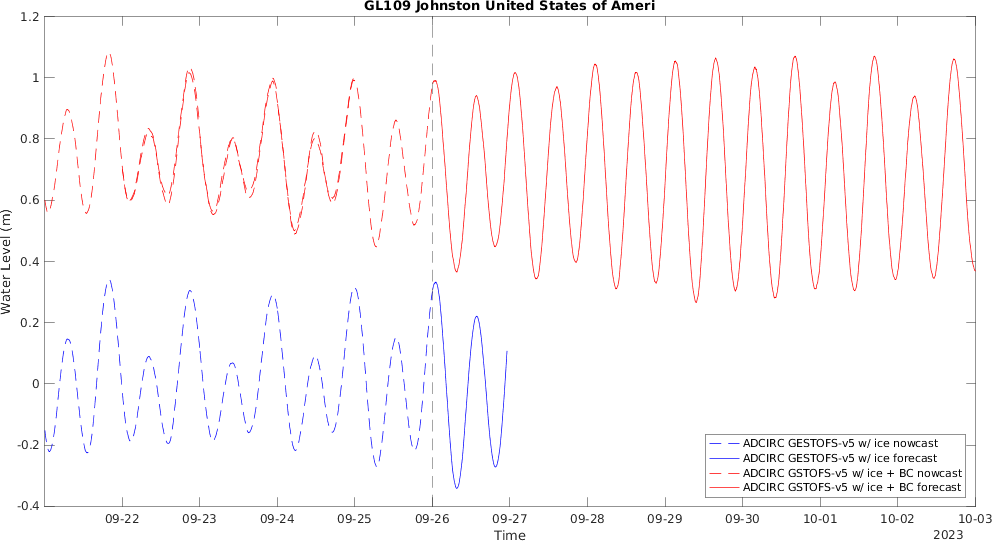 GL109 Johnston United States of Ameri
1.2
1
0.8
0.6
0.4
0.2
0
-0.2
-0.4
Water Level (m)
09-22 09-23 09-24 09-25 09-26 09-27 09-28 09-29 09-30 10-01 10-02 10-03
Time
2023
ADCIRC GESTOFS-v5 w/ ice nowcast
ADCIRC GESTOFS-v5 w/ ice forecast
ADCIRC GSTOFS-v5 w/ ice + BC nowcast
ADCIRC GSTOFS-v5 w/ ice + BC forecast